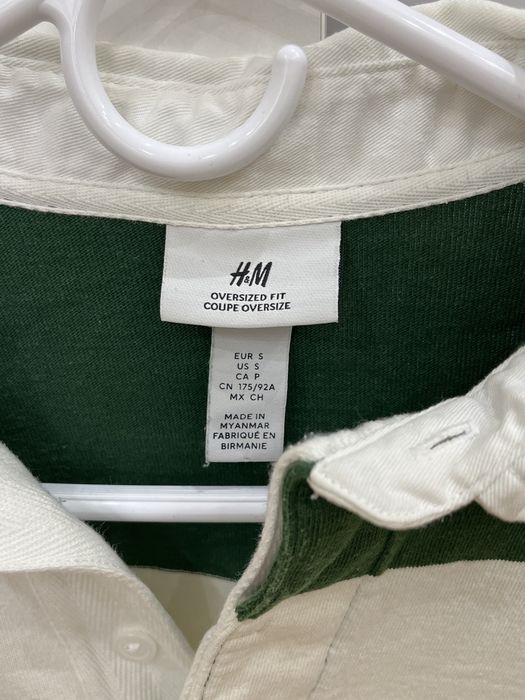 H&M
OVERSIZED FIT
COUPE OVERSIZE
EUR S
US S
CA P
CN 175/92A
MX CH
MADE IN
MYANMAR
FABRIQUÉ EN
BIRMANIE